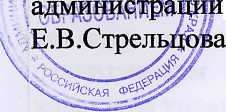 администрации
Е.В.Стрельцова
РОССИЙСКАЯ ФЕДЕРАЦИЯ